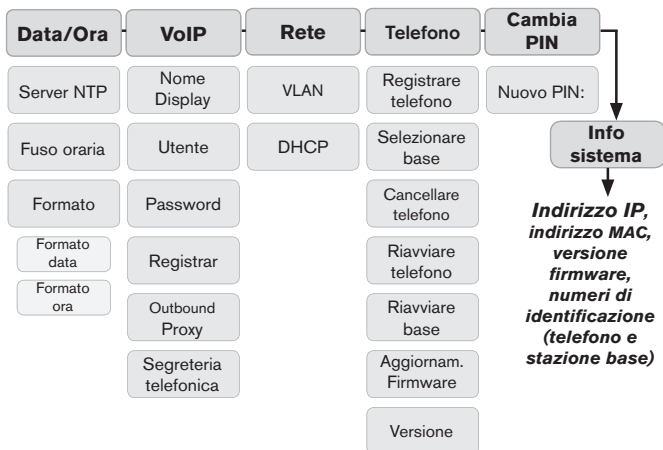 Data/Ora
Server NTP
Fuso oraria
Formato
Formato
data
Formato
ora
VoIP
Nome
Display
Utente
Password
Registrar
Outbound
Proxy
Segreteria
telefonica
Rete
VLAN
DHCP
Telefono
Registrare
telefono
Selezionare
base
Cancellare
telefono
Riavviare
telefono
Riavviare
base
Aggiornam.
Firmware
Versione
Cambia
PIN
Nuovo PIN:
Info
sistema
Indirizzo IP,
indirizzo MAC,
versione
firmware,
numeri di
identificazione
(telefono e
stazione base)